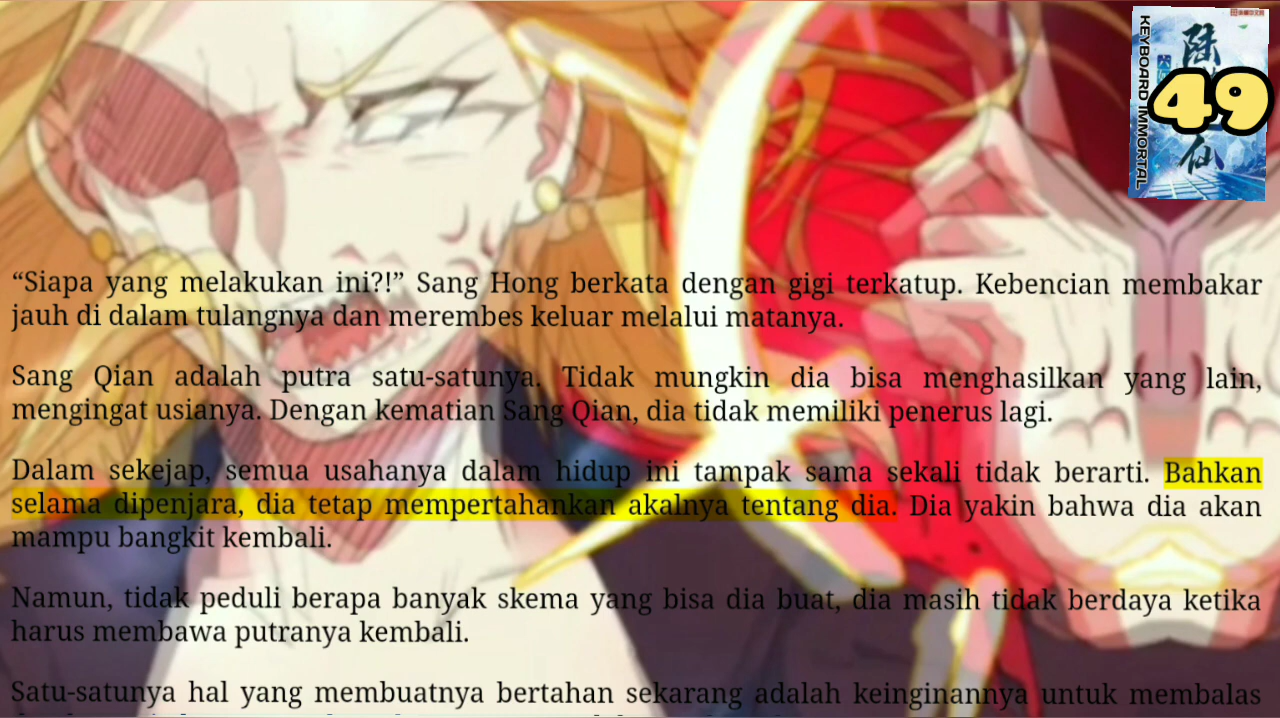 KEYBOARD IMMORTAL
49
仙
“Siapa yang melakukan ini?!” Sang Hong berkata dengan gigi terkatup. Kebencian membakar
jauh di dalam tulangnya dan merembes keluar melalui matanya.
Sang Qian adalah putra satu-satunya. Tidak mungkin dia bisa menghasilkan yang lain,
mengingat usianya. Dengan kematian Sang Qian, dia tidak memiliki penerus lagi.
Dalam sekejap, semua usahanya dalam hidup ini tampak sama sekali tidak berarti. Bahkan
selama dipenjara, dia tetap mempertahankan akalnya tentang dia. Dia yakin bahwa dia akan
mampu bangkit kembali.
Namun, tidak peduli berapa banyak skema yang bisa dia buat, dia masih tidak berdaya ketika
harus membawa putranya kembali.
Satu-satunya hal yang membuatnya bertahan sekarang adalah keinginannya untuk membalas